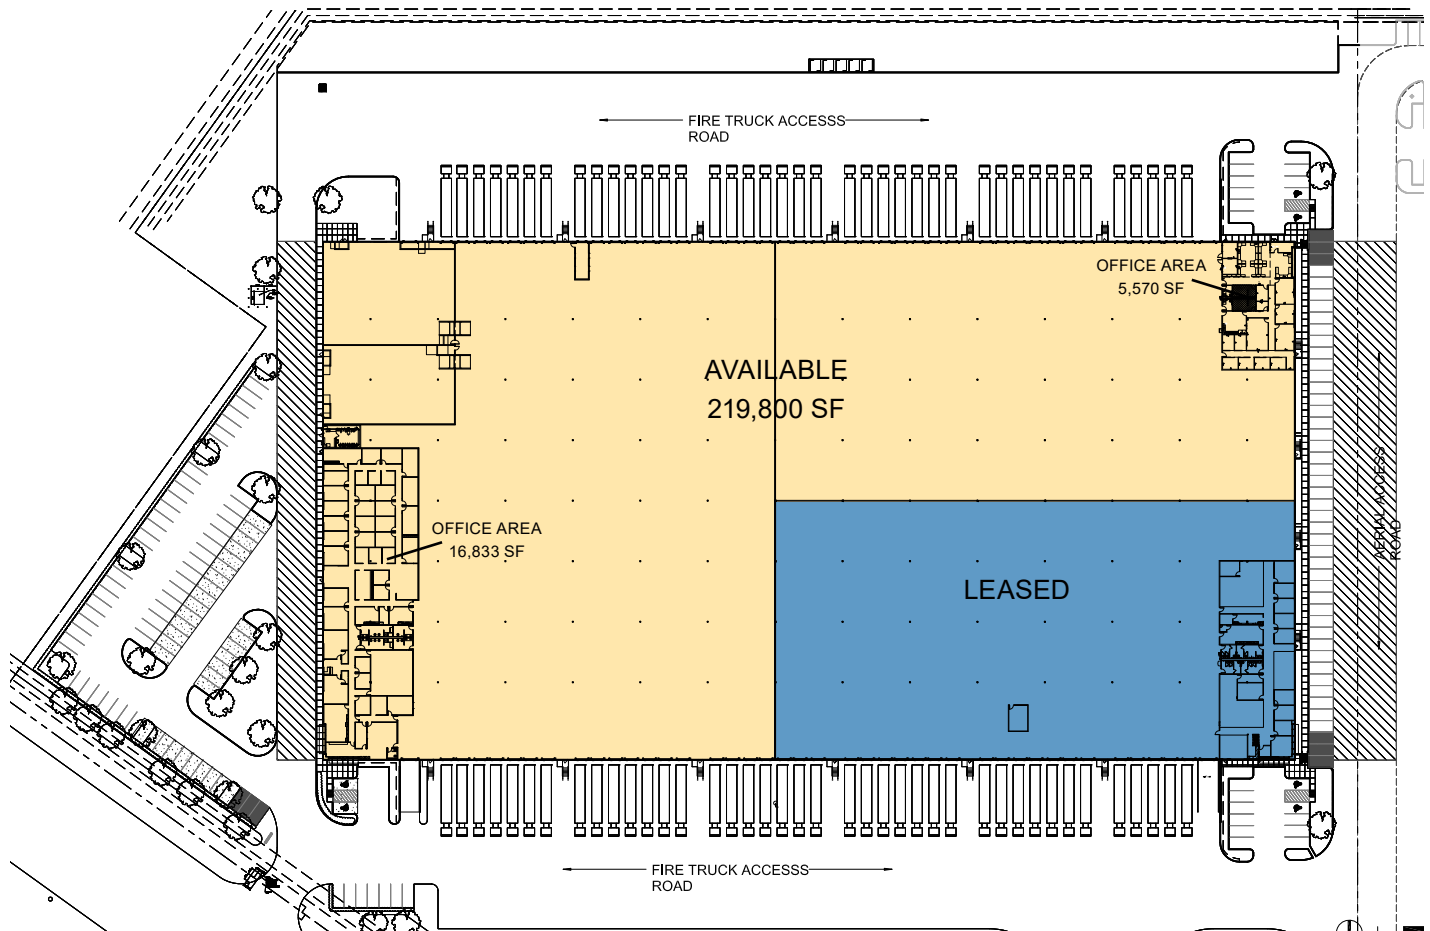 FIRE TRUCK ACCESSS
ROAD
OFFICE AREA
5,570 SF
AVAILABLE
219,800 SF
AERIAL ACCESS
ROAD
OFFICE AREA
16,833 SF
LEASED
FIRE TRUCK ACCESSS
ROAD